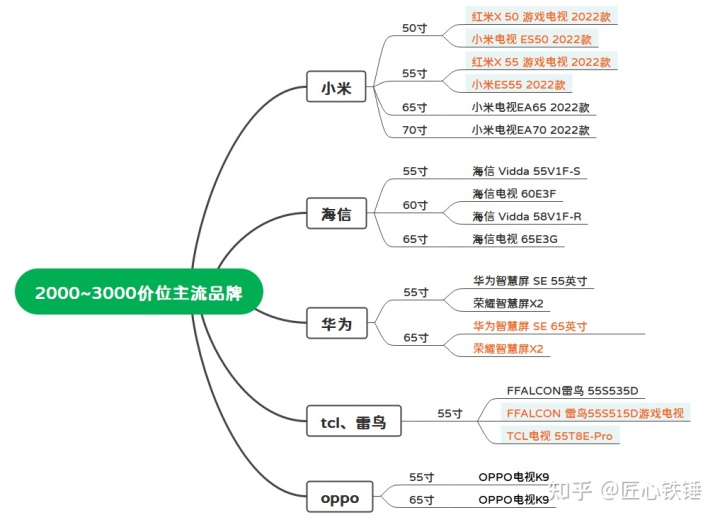 2000~3000价位主流品牌
小米
50寸
红米X 50 游戏电视 2022款
小米电视 ES50 2022款
55寸
红米X 55 游戏电视 2022款
小米ES55 2022款
65寸
小米电视EA65 2022款
70寸
小米电视EA70 2022款
海信
55寸
海信 Vidda 55V1F-S
60寸
海信电视 60E3F
海信 Vidda 58V1F-R
65寸
海信电视 65E3G
华为
55寸
华为智慧屏 SE 55英寸
荣耀智慧屏X2
65寸
华为智慧屏 SE 65英寸
荣耀智慧屏X2
tcl、雷鸟
55寸
FFALCON雷鸟 55S535D
FFALCON 雷鸟55S515D游戏电视
TCL电视 55T8E-Pro
oppo
55寸
OPPO电视K9
65寸
OPPO电视K9
知乎 @匠心铁锤